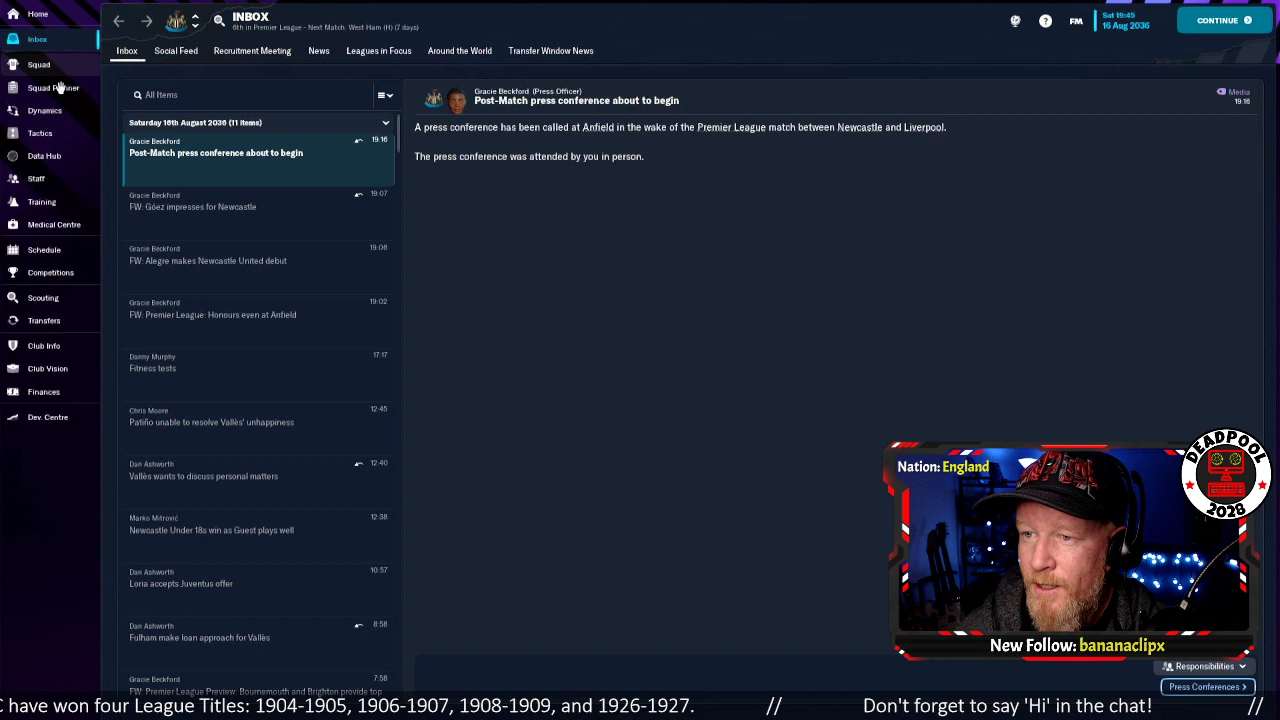 Home
Inbox
Squad
Squad Planner
Dynamics
Tactics
Data Hub
Staff
Training
Medical Centre
Schedule
Competitions
Scouting
Transfers
Club Info
Club Vision
Finances
Dev. Centre
INBOX
6th in Premier League - Next Match: West Ham (H) (7 days)
FM
Sat 19:45
16 Aug 2036
CONTINUE
Inbox Social Feed Recruitment Meeting News Leagues in Focus Around the World Transfer Window News
All Items
Saturday 16th August 2036 (11 items)
Gracie Beckford 19:16
Post-Match press conference about to begin
Gracie Beckford 19:07
FW: Góez impresses for Newcastle
Gracie Beckford 19:06
FW: Alegre makes Newcastle United debut
Gracie Beckford 19:02
FW: Premier League: Honours even at Anfield
Danny Murphy 17:17
Fitness tests
Chris Moore 12:45
Patiño unable to resolve Vallès' unhappiness
Dan Ashworth 12:40
Vallès wants to discuss personal matters
Marko Mitrović 12:38
Newcastle Under 18s win as Guest plays well
Dan Ashworth 10:57
Loria accepts Juventus offer
Dan Ashworth 8:58
Fulham make loan approach for Vallès
Gracie Beckford 7:58
FW: Premier League Preview: Bournemouth and Brighton provide top
Gracie Beckford (Press Officer)
Post-Match press conference about to begin
Media
19:16
A press conference has been called at Anfield in the wake of the Premier League match between Newcastle and Liverpool.
The press conference was attended by you in person.
Nation: England
DEADPOOL
2028
New Follow: bananaclipx
Responsibilities
Press Conferences
C have won four League Titles: 1904-1905, 1906-1907, 1908-1909, and 1926-1927. // Don't forget to say 'Hi' in the chat! //